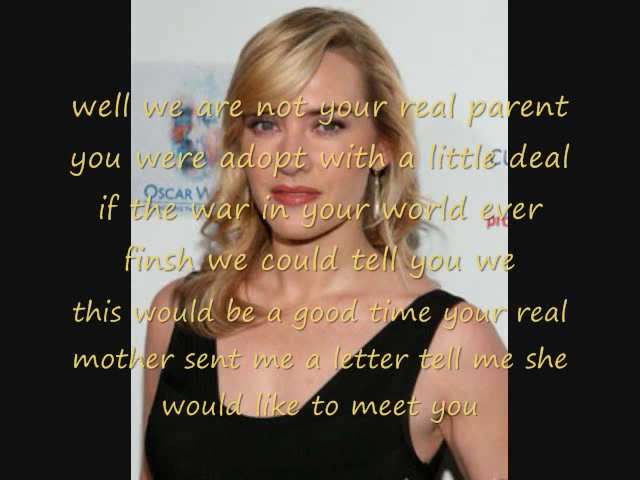 well we are not your real parent
you were adopt with a little deal
if the war in your world ever
finsh we could tell you we
this would be a good time your real
mother sent me a letter tell me she
would like to meet you
OSCAR W